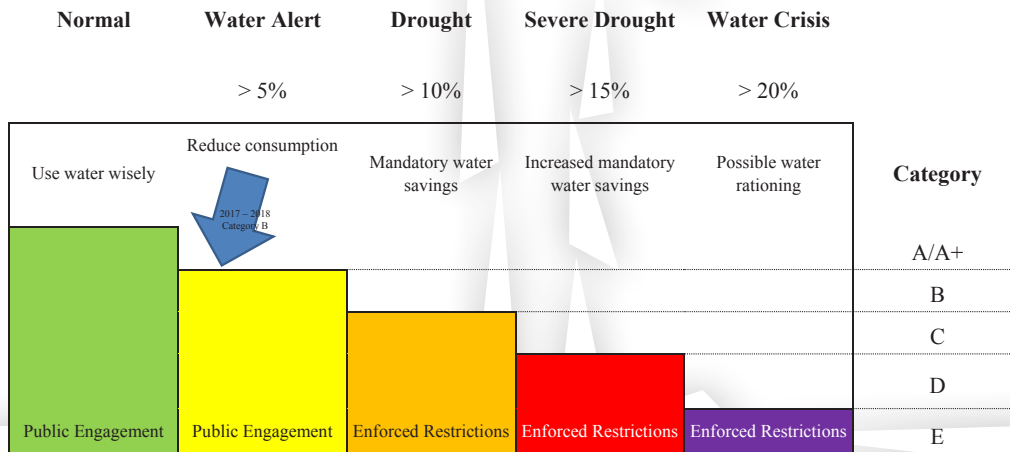 Normal Water Alert Drought Severe Drought Water Crisis
> 5% > 10% > 15% > 20%
Use water wisely
Reduce consumption
Mandatory water
savings
Increased mandatory
water savings
Possible water
rationing
Category
2017 – 2018
Category B
A/A+
B
C
D
E
Public Engagement Public Engagement Enforced Restrictions Enforced Restrictions Enforced Restrictions